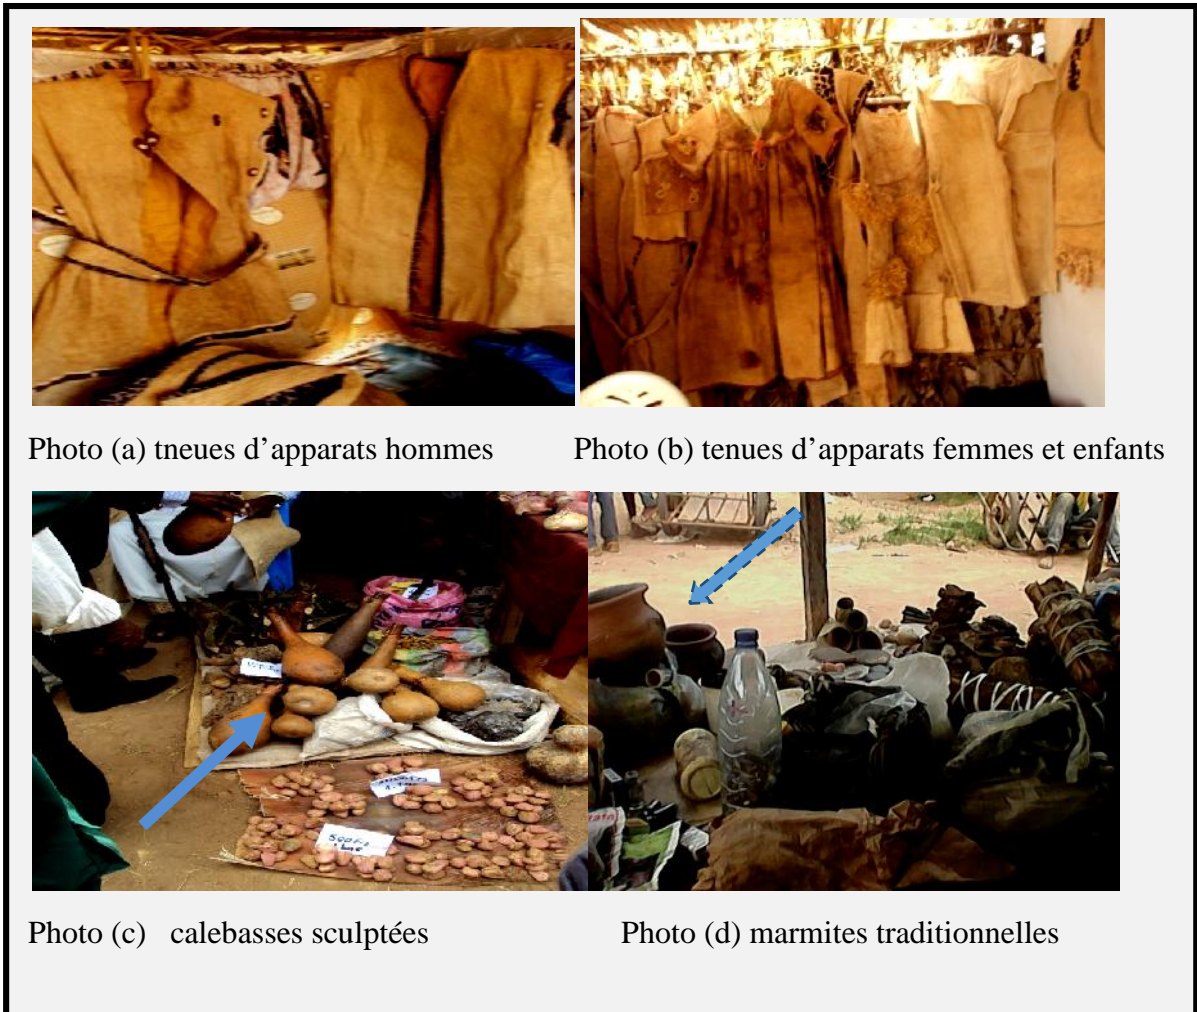 Photo (a) tneues d'apparats hommes
Photo (b) tenues d'apparats femmes et enfants
Photo (c) calebasses sculptées
Photo (d) marmites traditionnelles